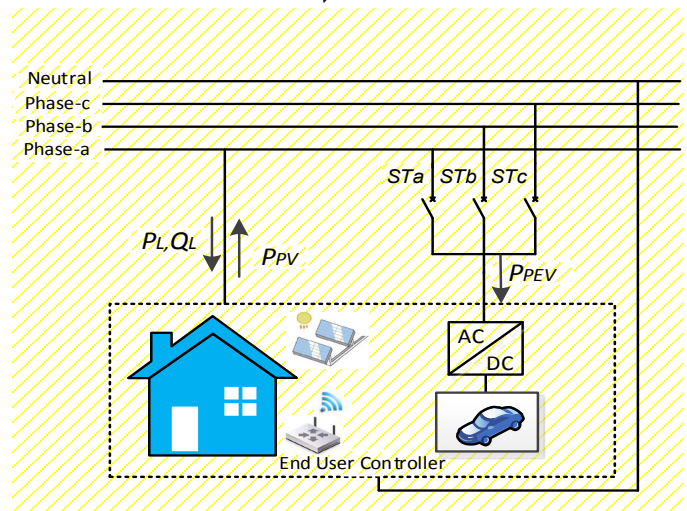 Neutral
Phase-c
Phase-b
Phase-a
STa STb STc
PL,QL
PPV
PPEV
AC
DC
End User Controller